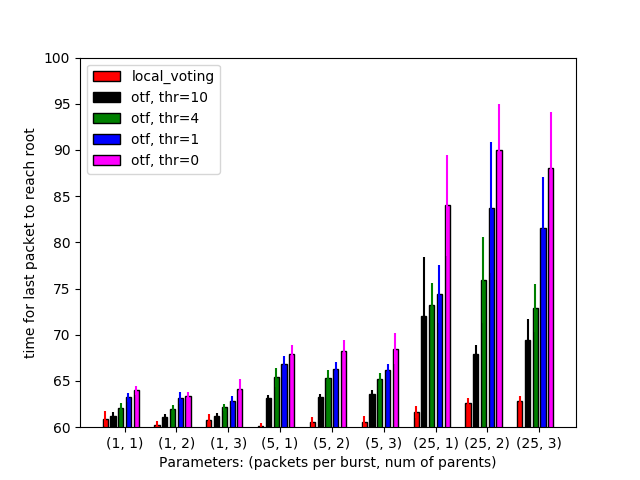 100
95
90
85
80
75
70
65
60
time for last packet to reach root
local_voting
otf, thr=10
otf, thr=4
otf, thr=1
otf, thr=0
(1, 1) (1, 2) (1, 3) (5, 1) (5, 2) (5, 3) (25, 1) (25, 2) (25, 3)
Parameters: (packets per burst, num of parents)